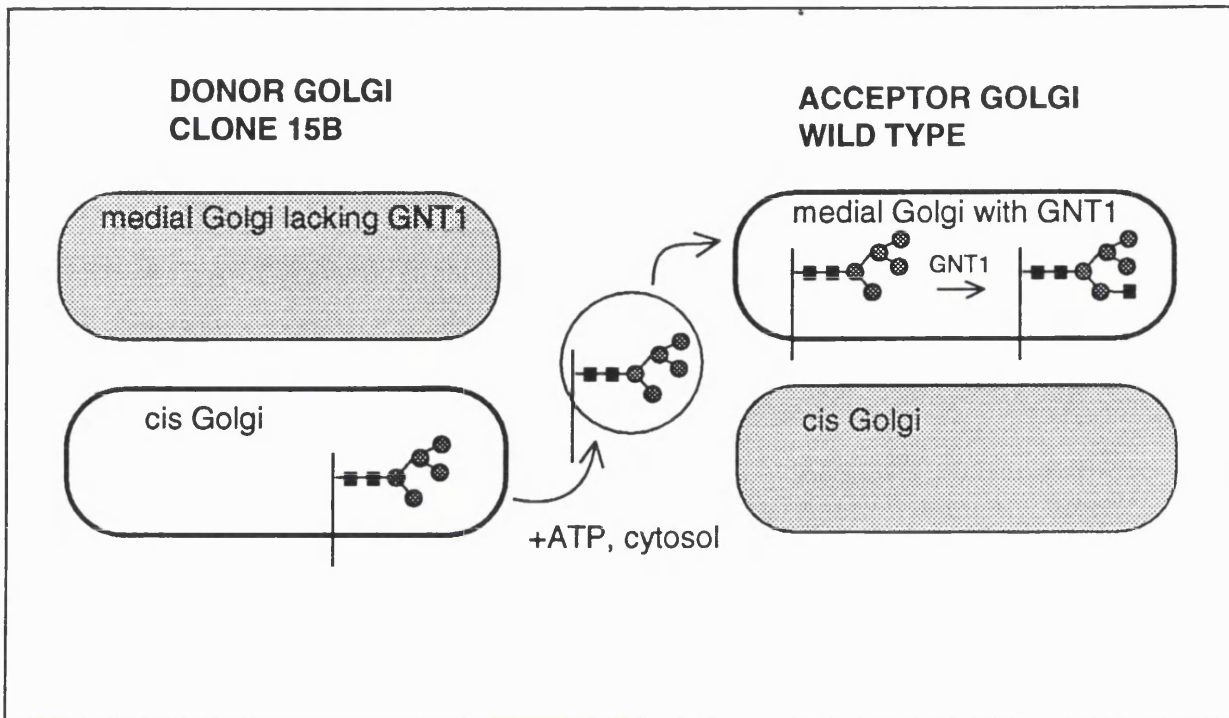 DONOR GOLGI
CLONE 15B
medial Golgi lacking GNT1
cis Golgi
+ATP, cytosol
ACCEPTOR GOLGI
WILD TYPE
medial Golgi with GNT1
GNT1
cis Golgi